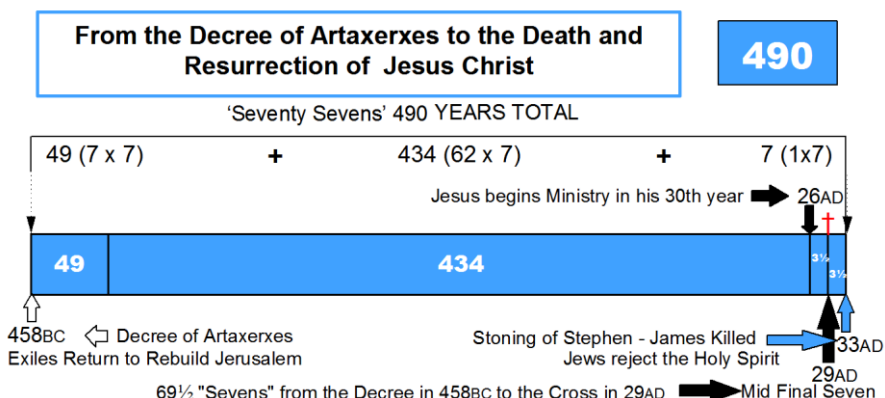 From the Decree of Artaxerxes to the Death and
Resurrection of Jesus Christ
490
'Seventy Sevens' 490 YEARS TOTAL
49 (7 x 7) + 434 (62 x 7) + 7 (1x7)
Jesus begins Ministry in his 30th year 26AD
49 434 3½ 3½
458BC Decree of Artaxerxes
Exiles Return to Rebuild Jerusalem
Stoning of Stephen - James Killed 33AD
Jews reject the Holy Spirit
29AD
69½ "Sevens" from the Decree in 458BC to the Cross in 29AD Mid Final Seven